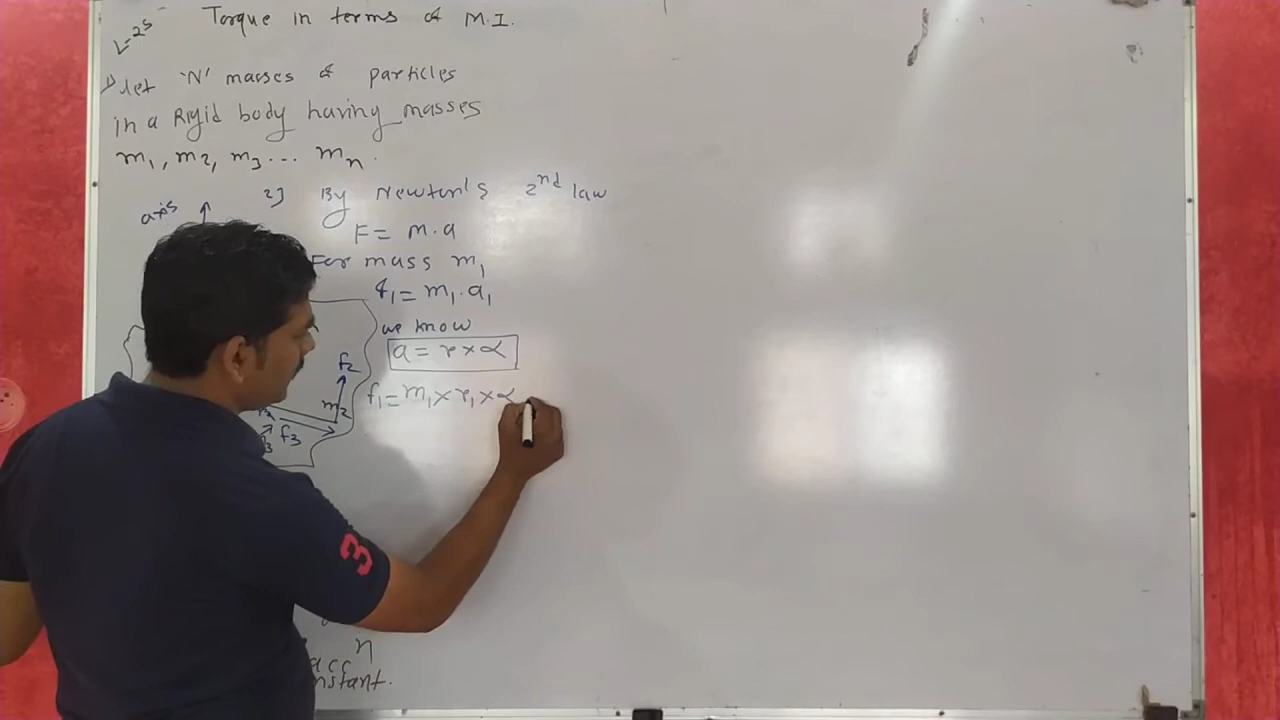 L-25
Torque in terms of M.I.
1) let 'N' masses of particles
in a Rigid body having masses
m₁, m₂, m₃ ... mₙ.
2) By Newton's 2nd law
axis
F = m.a
For mass m₁
f₁ = m₁.a₁
we know
a = r × α
f₂
f₁ = m₁ × r₁ × α
m₂
f₃
3
n
acc
nstant.